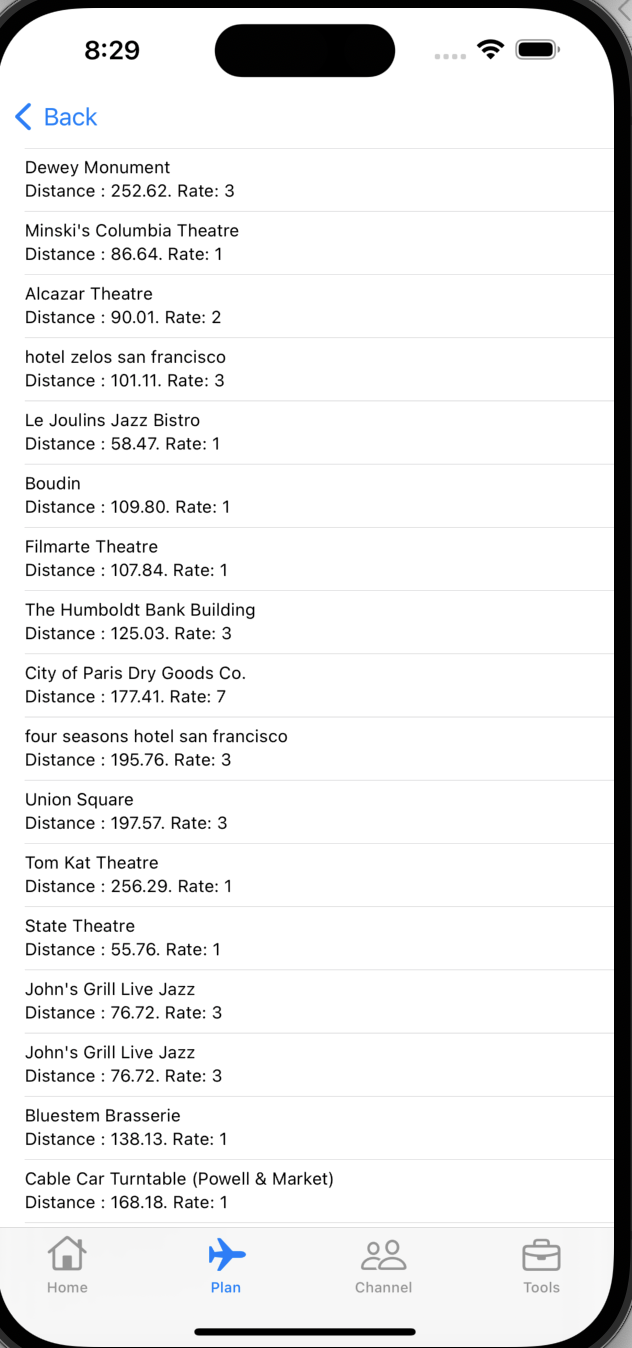 8:29
Back
Dewey Monument
Distance : 252.62. Rate: 3
Minski's Columbia Theatre
Distance : 86.64. Rate: 1
Alcazar Theatre
Distance : 90.01. Rate: 2
hotel zelos san francisco
Distance : 101.11. Rate: 3
Le Joulins Jazz Bistro
Distance : 58.47. Rate: 1
Boudin
Distance : 109.80. Rate: 1
Filmarte Theatre
Distance : 107.84. Rate: 1
The Humboldt Bank Building
Distance : 125.03. Rate: 3
City of Paris Dry Goods Co.
Distance : 177.41. Rate: 7
four seasons hotel san francisco
Distance : 195.76. Rate: 3
Union Square
Distance : 197.57. Rate: 3
Tom Kat Theatre
Distance : 256.29. Rate: 1
State Theatre
Distance : 55.76. Rate: 1
John's Grill Live Jazz
Distance : 76.72. Rate: 3
John's Grill Live Jazz
Distance : 76.72. Rate: 3
Bluestem Brasserie
Distance : 138.13. Rate: 1
Cable Car Turntable (Powell & Market)
Distance : 168.18. Rate: 1
Home Plan Channel Tools